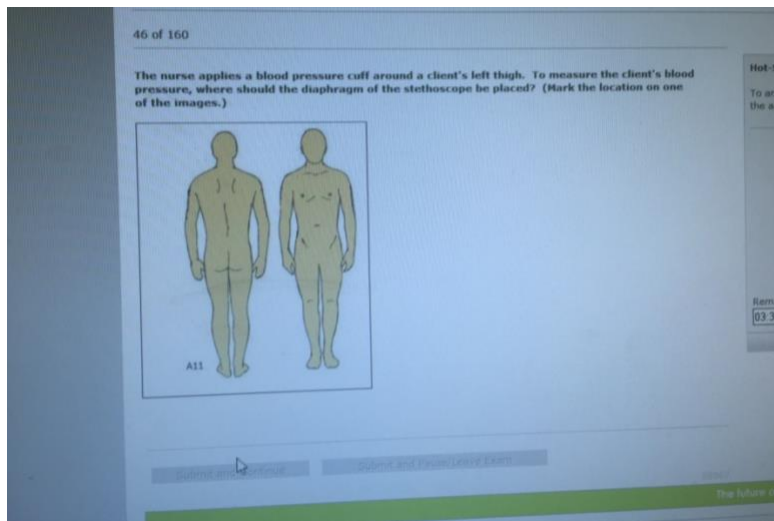 46 of 160
The nurse applies a blood pressure cuff around a client's left thigh. To measure the client's blood
pressure, where should the diaphragm of the stethoscope be placed? (Mark the location on one
of the images.)
Hot-
To
the a
A11
Rem
03 3
Submit and Continue
Submit and Pause/Leave Exam
The future